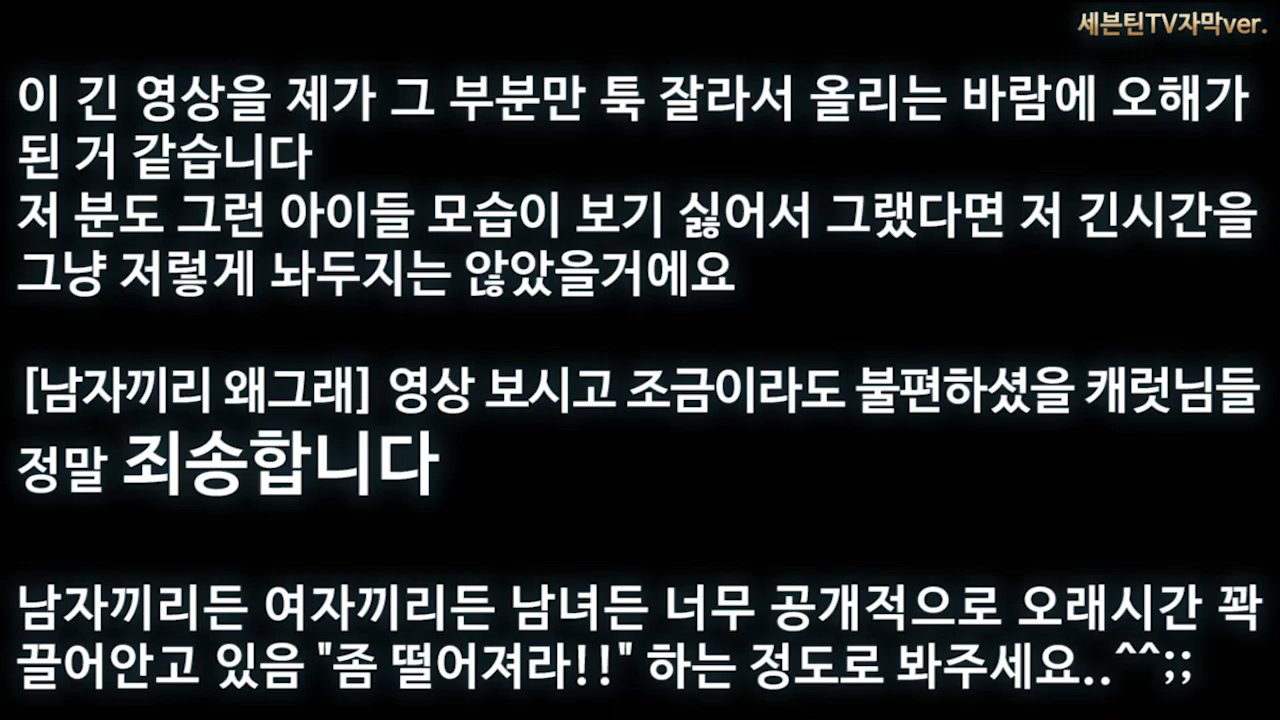 세븐틴TV자막ver.
이 긴 영상을 제가 그 부분만 툭 잘라서 올리는 바람에 오해가
된 거 같습니다
저 분도 그런 아이들 모습이 보기 싫어서 그랬다면 저 긴시간을
그냥 저렇게 놔두지는 않았을거에요
[남자끼리 왜그래] 영상 보시고 조금이라도 불편하셨을 캐럿님들
정말 죄송합니다
남자끼리든 여자끼리든 남녀든 너무 공개적으로 오래시간 꽉
끌어안고 있음 "좀 떨어져라!!" 하는 정도로 봐주세요..^^;;